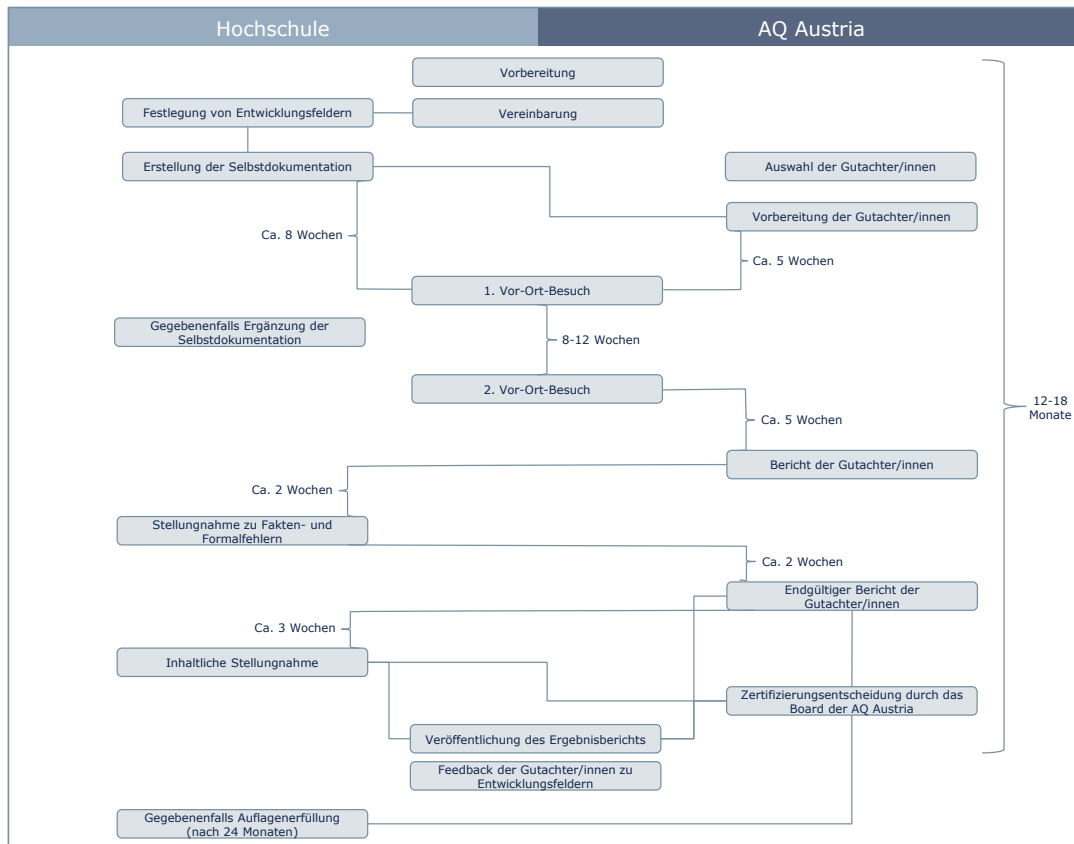 Hochschule
AQ Austria
Vorbereitung
Festlegung von Entwicklungsfeldern
Vereinbarung
Erstellung der Selbstdokumentation
Auswahl der Gutachter/innen
Vorbereitung der Gutachter/innen
Ca. 8 Wochen
Ca. 5 Wochen
1. Vor-Ort-Besuch
Gegebenenfalls Ergänzung der
Selbstdokumentation
8-12 Wochen
2. Vor-Ort-Besuch
12-18
Monate
Ca. 5 Wochen
Bericht der Gutachter/innen
Ca. 2 Wochen
Stellungnahme zu Fakten- und
Formalfehlern
Ca. 2 Wochen
Endgültiger Bericht der
Gutachter/innen
Ca. 3 Wochen
Inhaltliche Stellungnahme
Zertifizierungsentscheidung durch das
Board der AQ Austria
Veröffentlichung des Ergebnisberichts
Feedback der Gutachter/innen zu
Entwicklungsfeldern
Gegebenenfalls Auflagenerfüllung
(nach 24 Monaten)